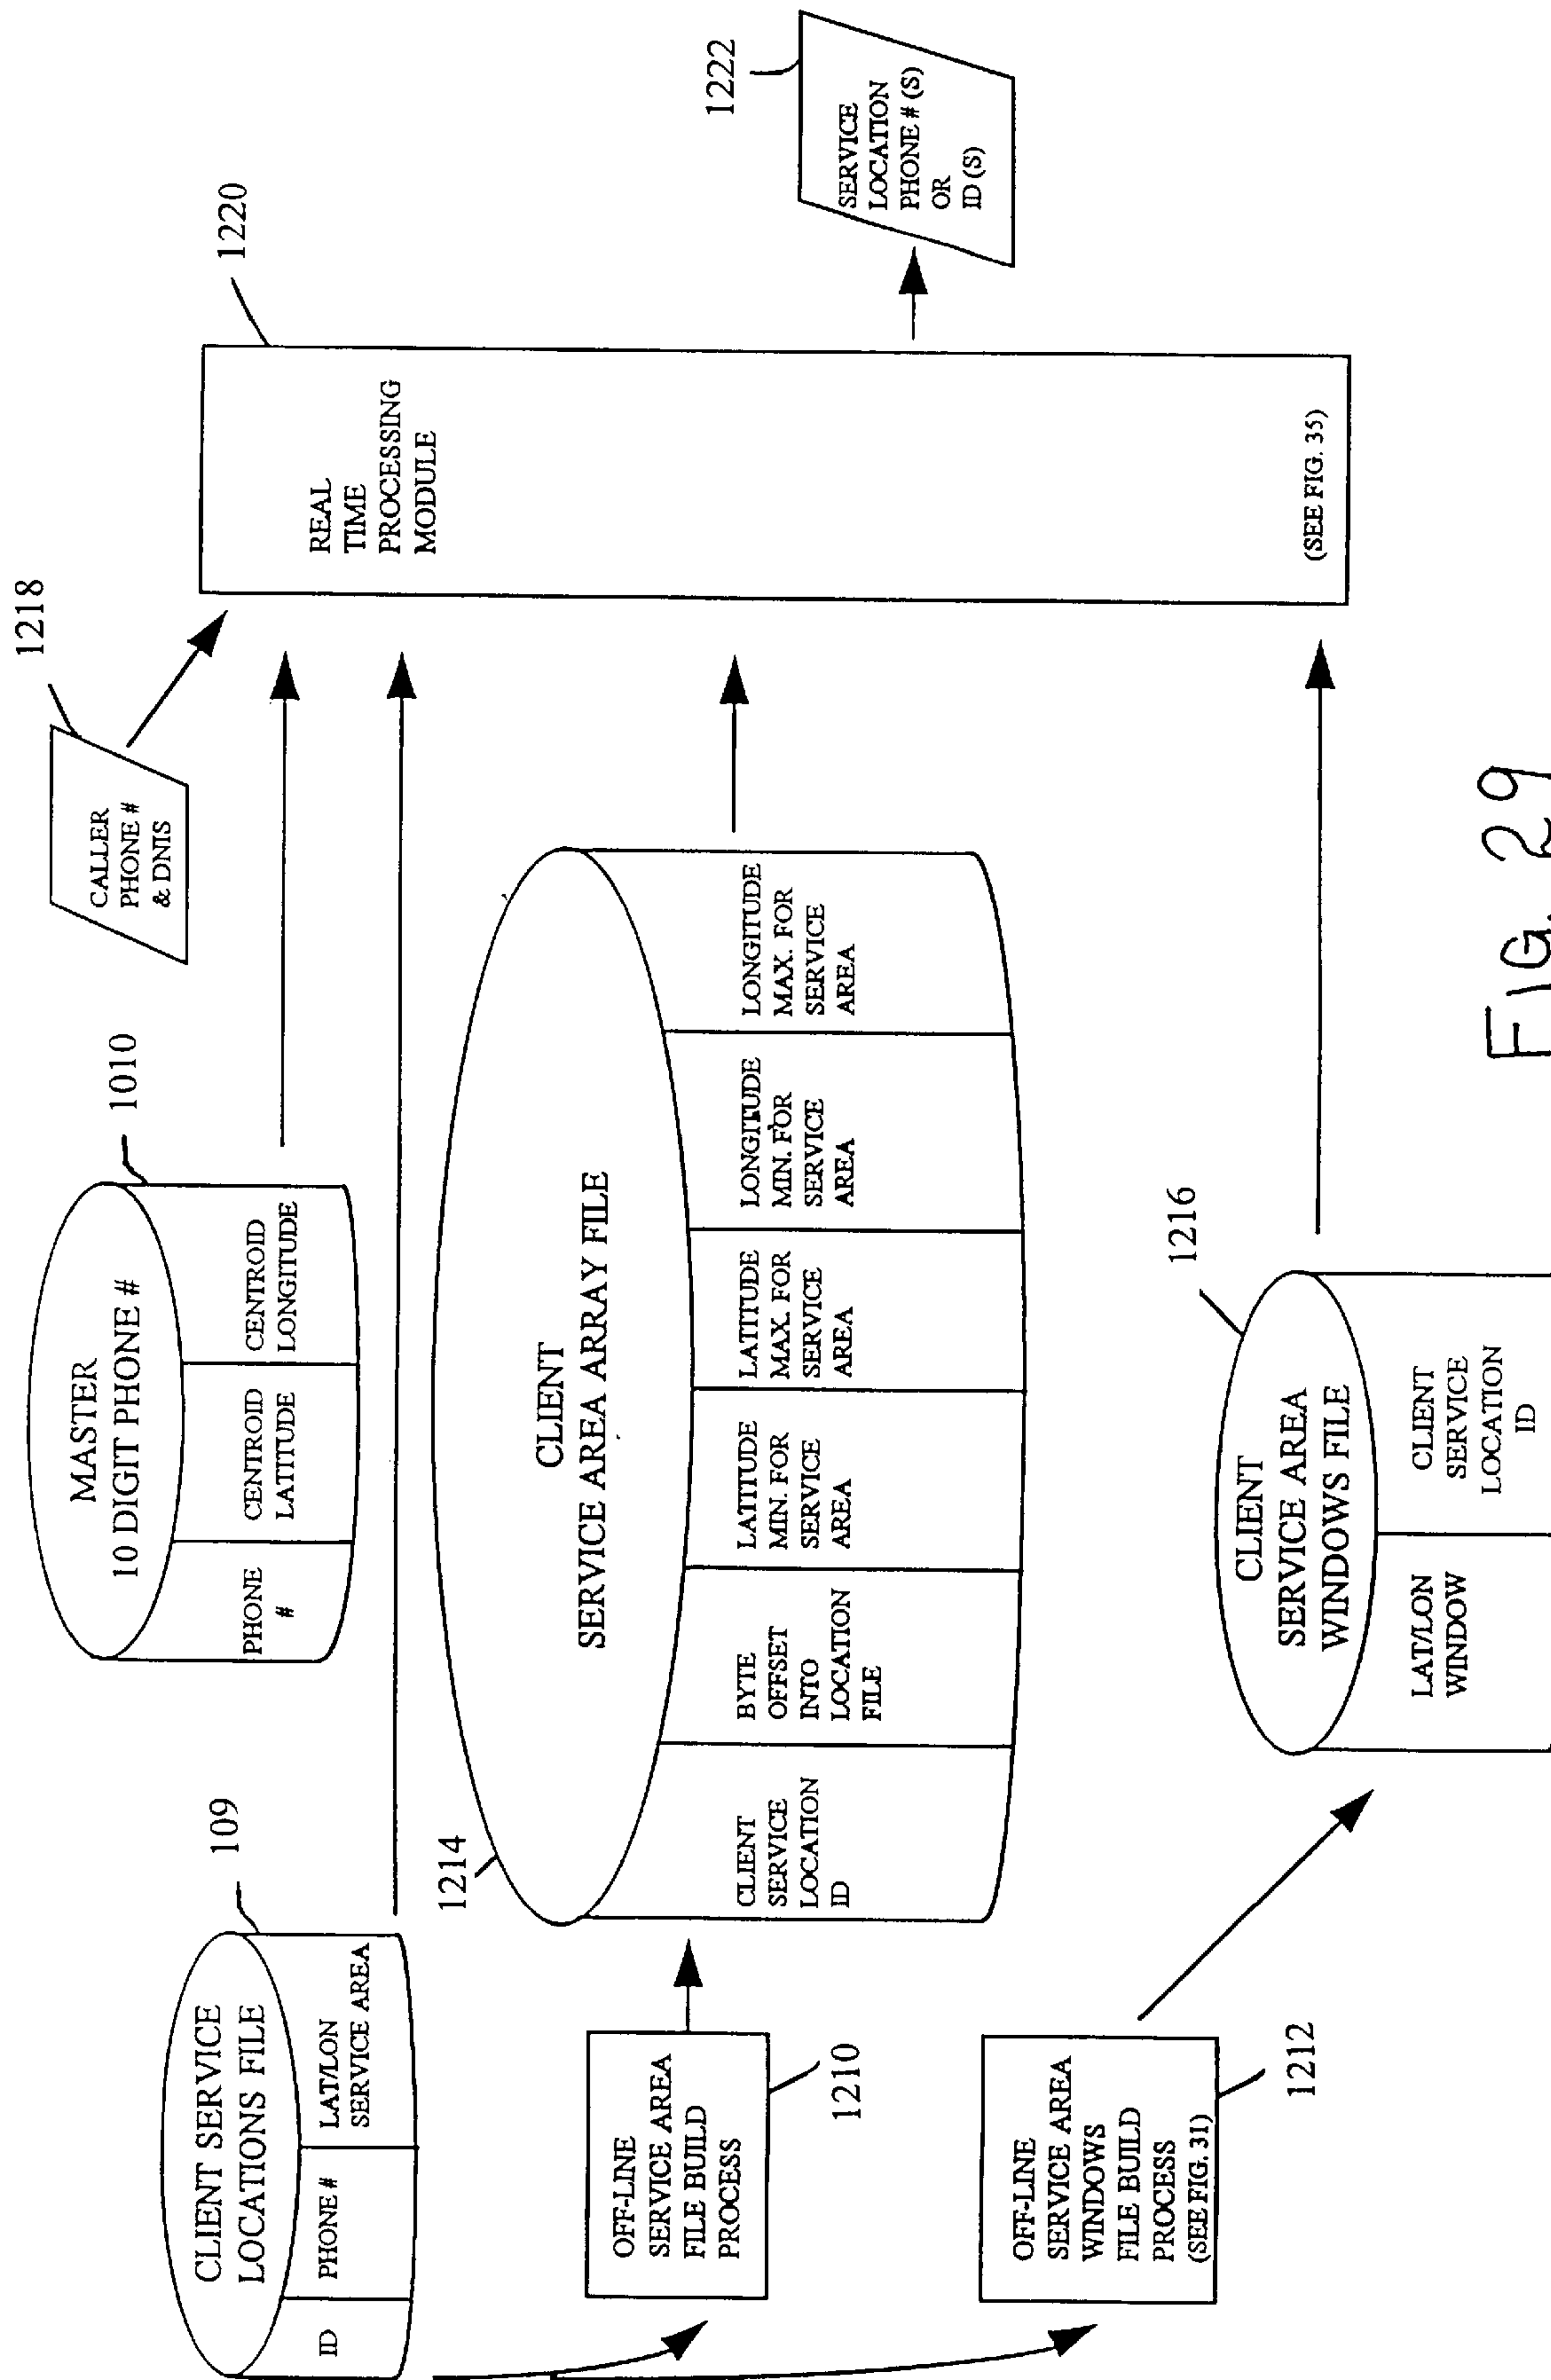 CLIENT SERVICE
LOCATIONS FILE
ID
PHONE #
LAT/LON
SERVICE AREA
109
MASTER
10 DIGIT PHONE #
PHONE
#
CENTROID
LATITUDE
CENTROID
LONGITUDE
1010
CALLER
PHONE #
& DNIS
1218
REAL
TIME
PROCESSING
MODULE
(SEE FIG. 35)
1220
SERVICE
LOCATION
PHONE # (S)
OR
ID (S)
1222
OFF-LINE
SERVICE AREA
FILE BUILD
PROCESS
1210
1214
CLIENT
SERVICE AREA ARRAY FILE
CLIENT
SERVICE
LOCATION
ID
BYTE
OFFSET
INTO
LOCATION
FILE
LATITUDE
MIN. FOR
SERVICE
AREA
LATITUDE
MAX. FOR
SERVICE
AREA
LONGITUDE
MIN. FOR
SERVICE
AREA
LONGITUDE
MAX. FOR
SERVICE
AREA
OFF-LINE
SERVICE AREA
WINDOWS
FILE BUILD
PROCESS
(SEE FIG. 31)
1212
CLIENT
SERVICE AREA
WINDOWS FILE
LAT/LON
WINDOW
CLIENT
SERVICE
LOCATION
ID
1216
FIG. 29